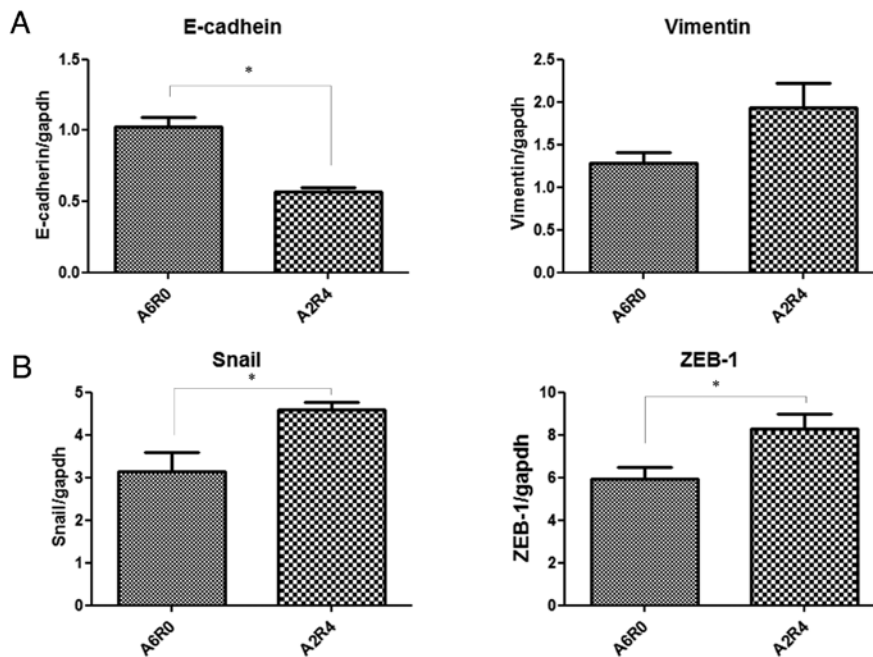 A
E-cadhein
E-cadherin/gapdh
1.5
1.0
0.5
0.0
*
A6R0
A2R4
Vimentin
Vimentin/gapdh
2.5
2.0
1.5
1.0
0.5
0.0
A6R0
A2R4
B
Snail
Snail/gapdh
5
4
3
2
1
0
*
A6R0
A2R4
ZEB-1
ZEB-1/gapdh
10
8
6
4
2
0
*
A6R0
A2R4